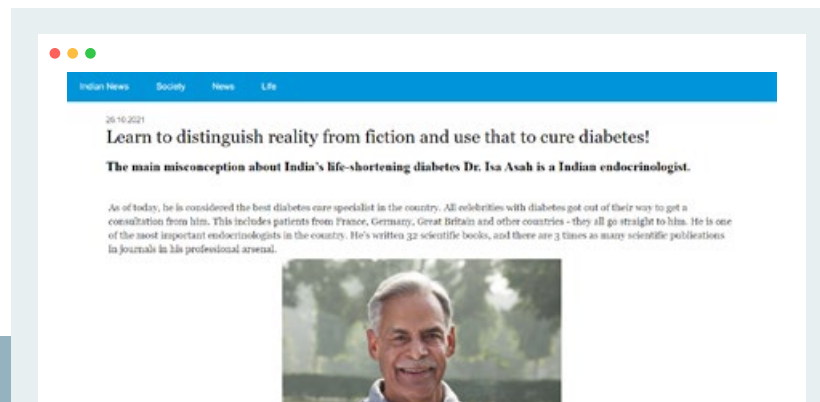 Indian News Society News Life
26.10.2021
Learn to distinguish reality from fiction and use that to cure diabetes!
The main misconception about India's life-shortening diabetes Dr. Isa Asah is a Indian endocrinologist.
As of today, he is considered the best diabetes care specialist in the country. All celebrities with diabetes got out of their way to get a
consultation from him. This includes patients from France, Germany, Great Britain and other countries - they all go straight to him. He is one
of the most important endocrinologists in the country. He's written 32 scientific books, and there are 3 times as many scientific publications
in journals in his professional arsenal.